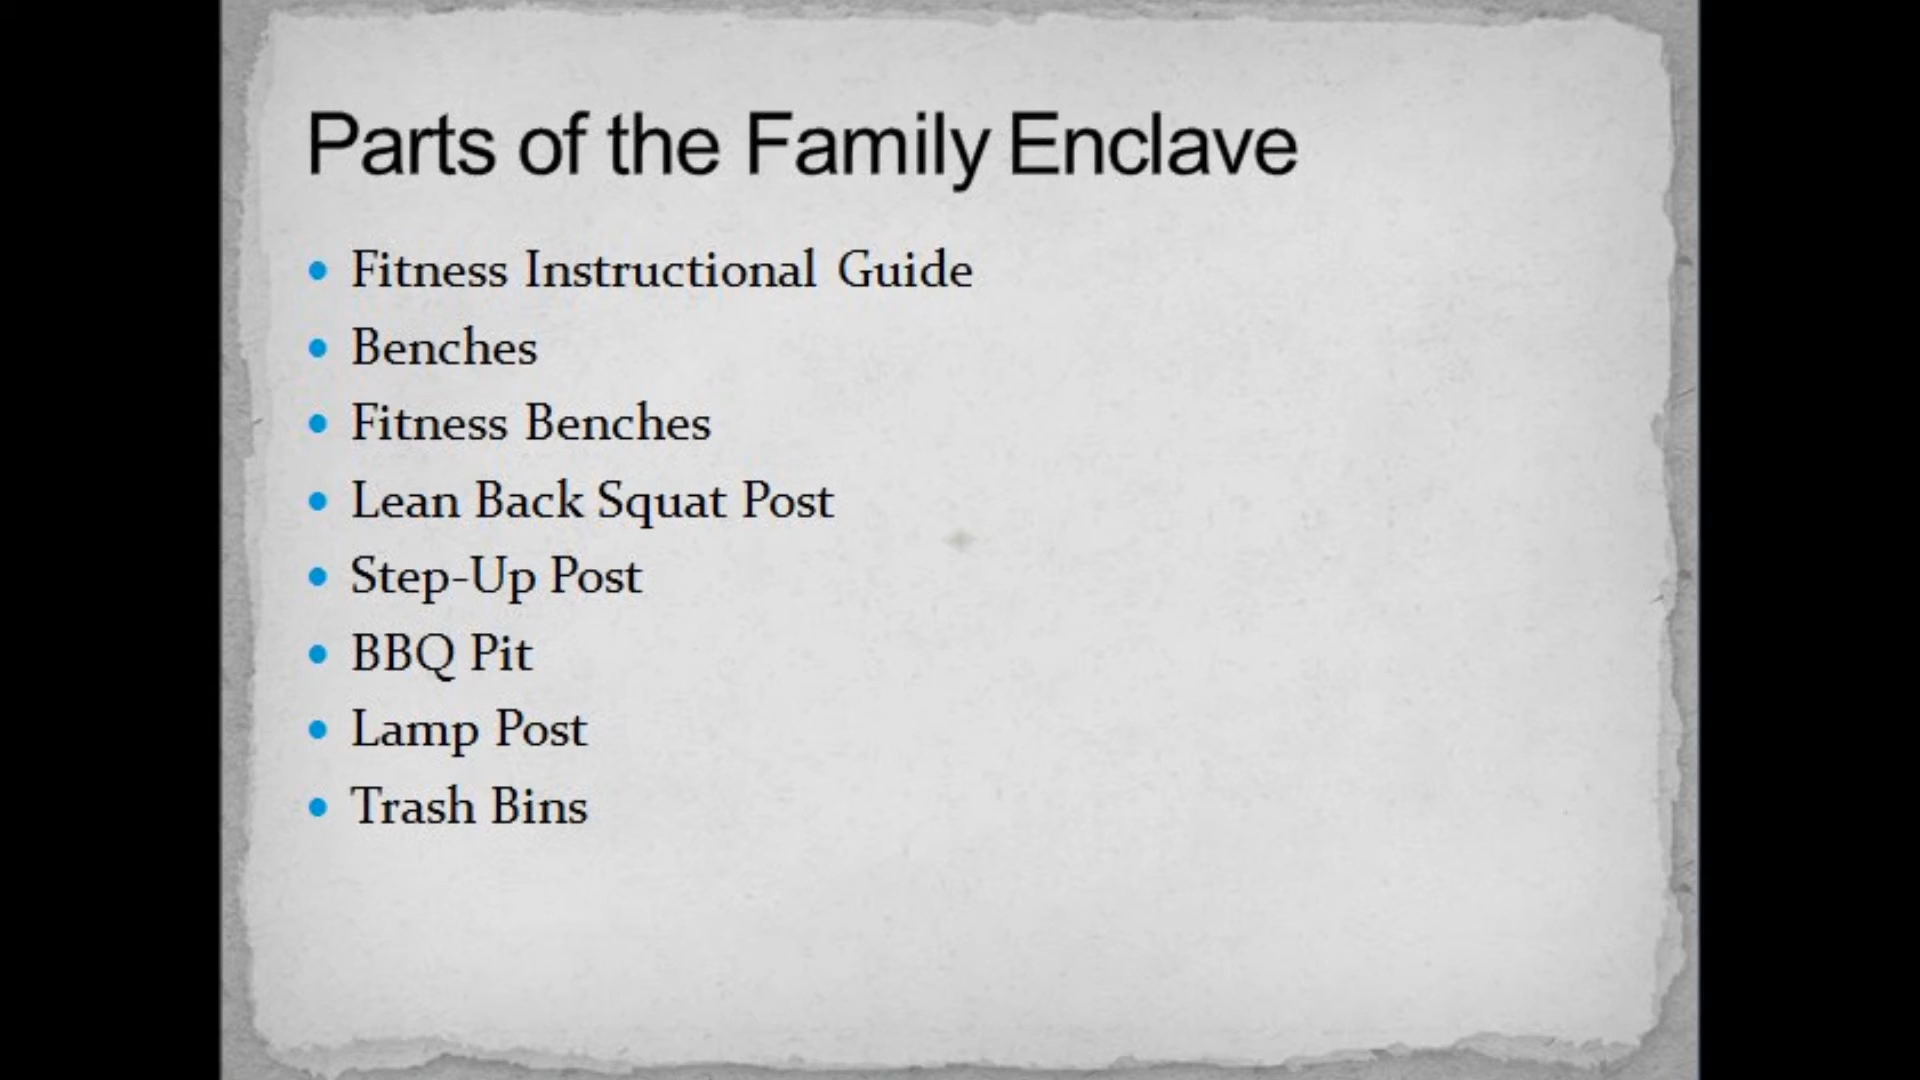 Parts of the Family Enclave
Fitness Instructional Guide
Benches
Fitness Benches
Lean Back Squat Post
Step-Up Post
BBQ Pit
Lamp Post
Trash Bins